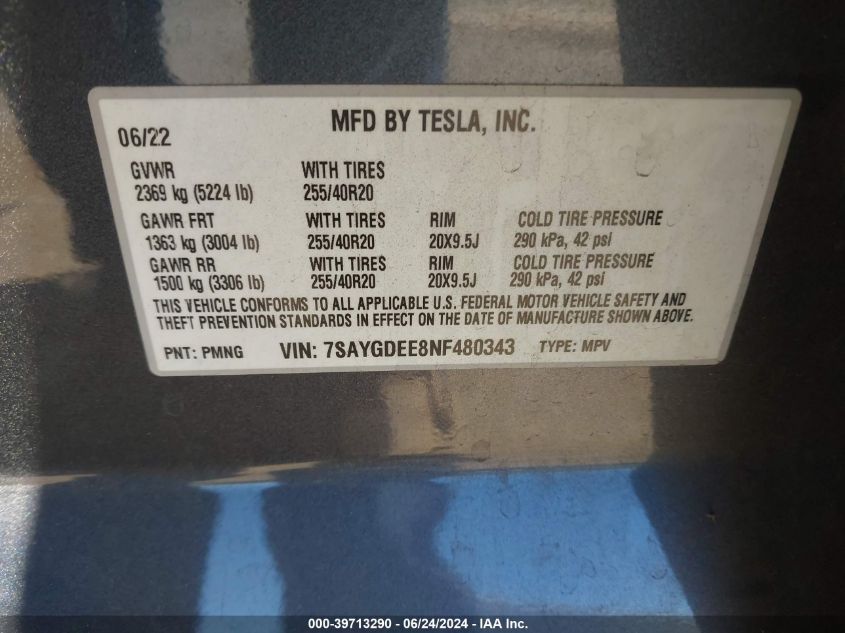 06/22 MFD BY TESLA, INC.
GVWR WITH TIRES
2369 kg (5224 lb) 255/40R20
GAWR FRT WITH TIRES RIM COLD TIRE PRESSURE
1363 kg (3004 lb) 255/40R20 20X9.5J 290 kPa, 42 psi
GAWR RR WITH TIRES RIM COLD TIRE PRESSURE
1500 kg (3306 lb) 255/40R20 20X9.5J 290 kPa, 42 psi
THIS VEHICLE CONFORMS TO ALL APPLICABLE U.S. FEDERAL MOTOR VEHICLE SAFETY AND
THEFT PREVENTION STANDARDS IN EFFECT ON THE DATE OF MANUFACTURE SHOWN ABOVE.
PNT: PMNG VIN: 7SAYGDEE8NF480343 TYPE: MPV
000-39713290 - 06/24/2024 - IAA Inc.